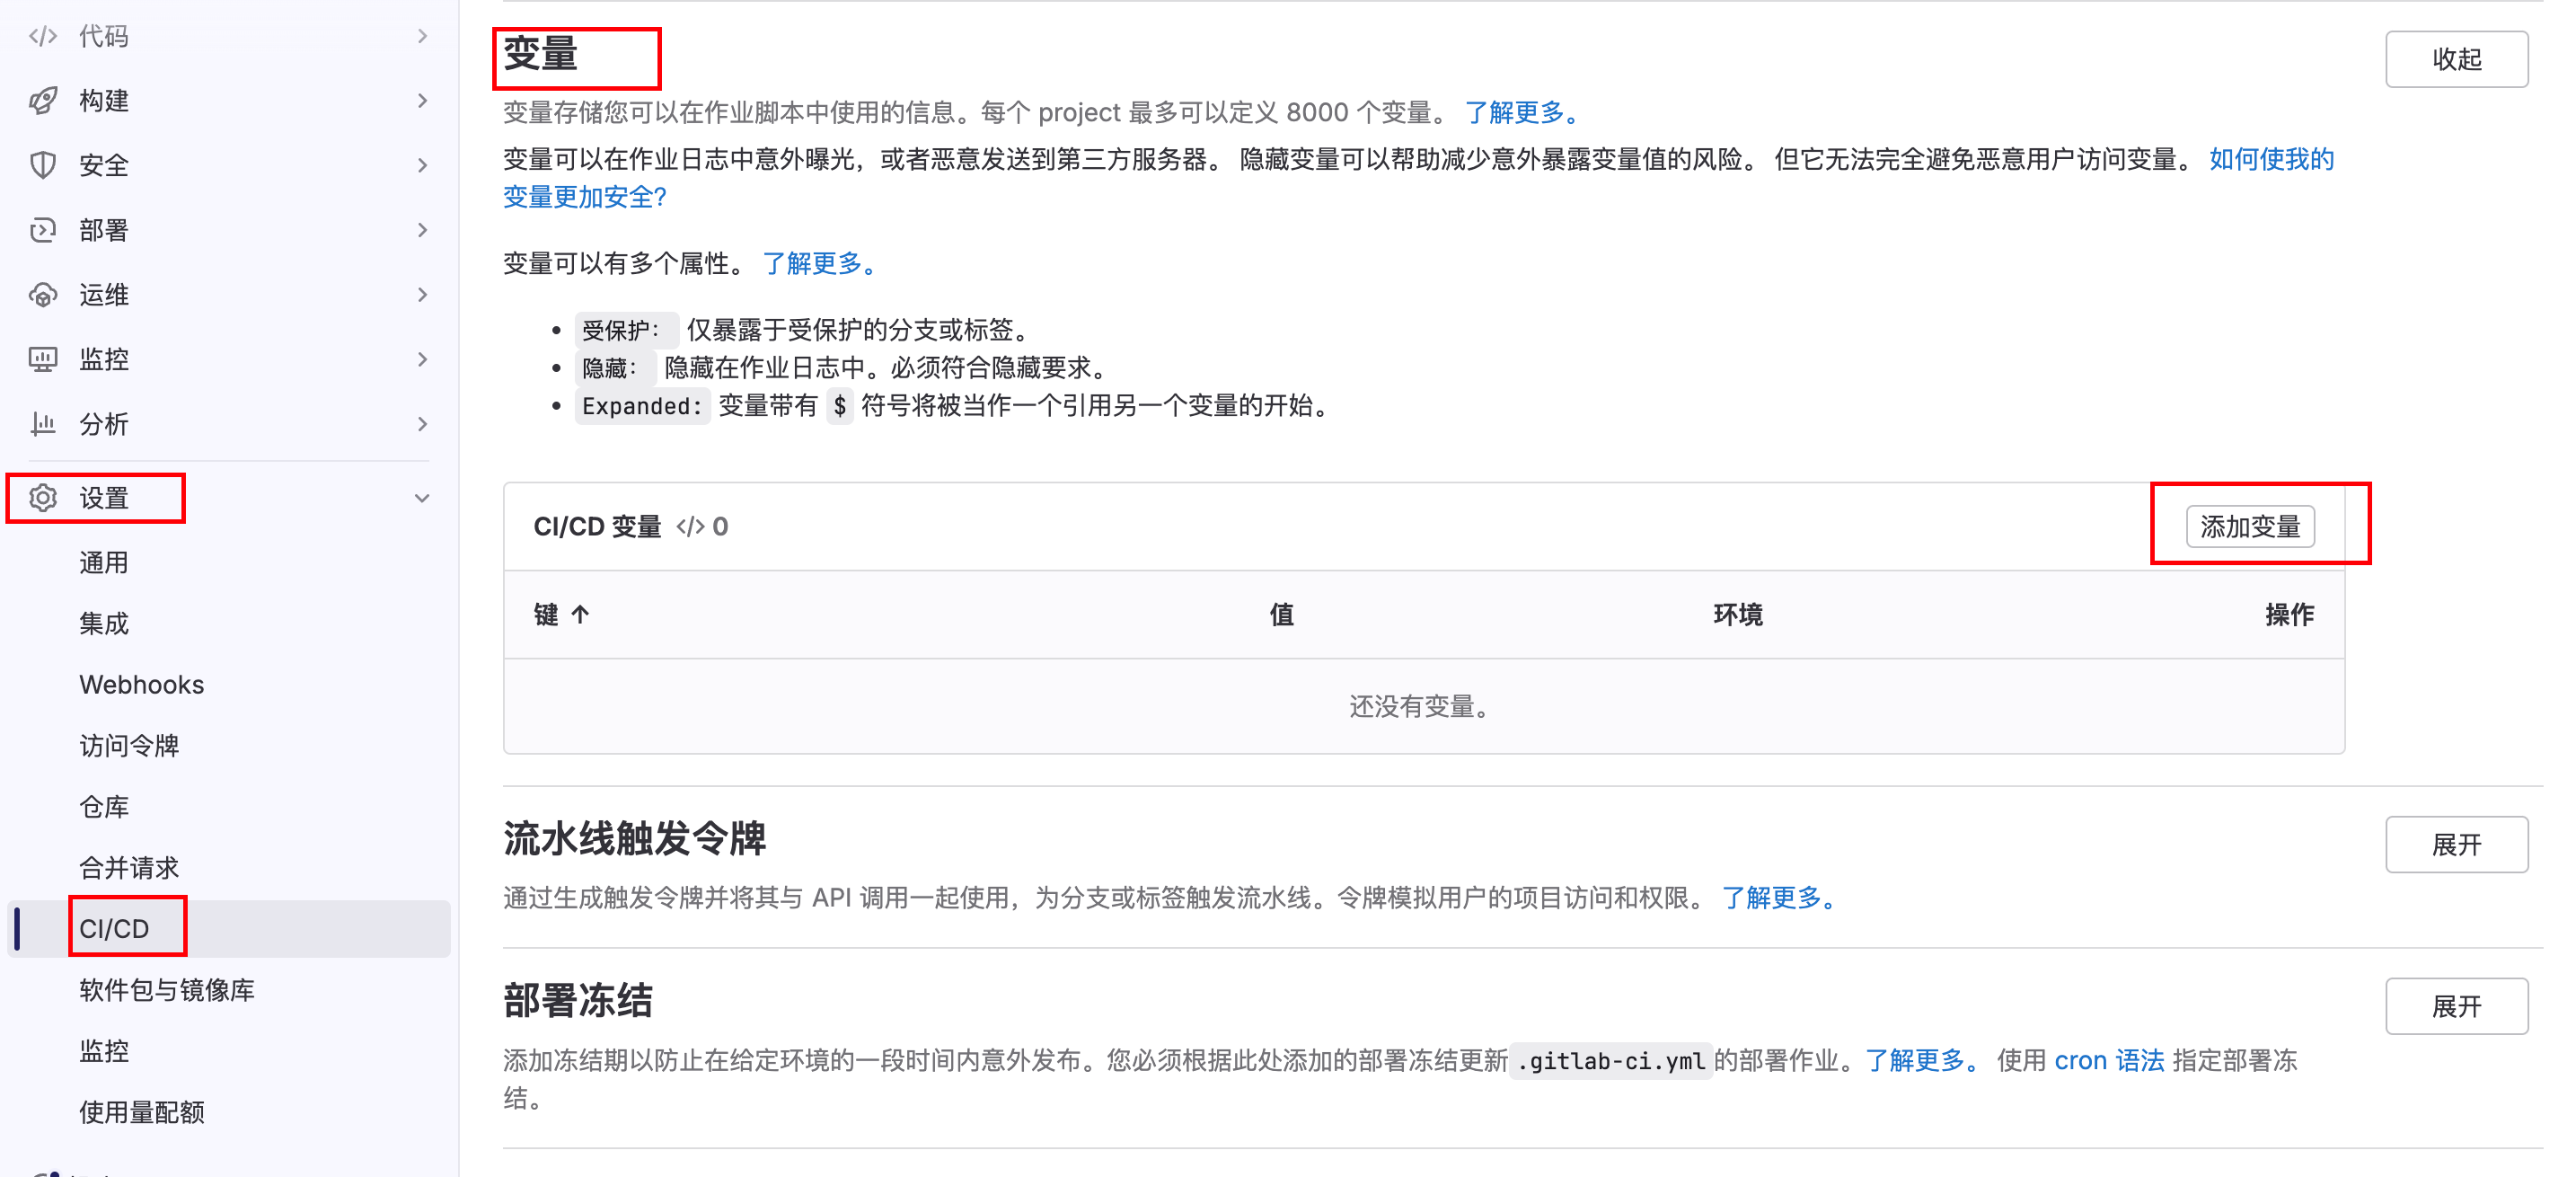 代码
构建
安全
部署
运维
监控
分析
设置
通用
集成
Webhooks
访问令牌
仓库
合并请求
CI/CD
软件包与镜像库
监控
使用量配额
变量
收起
变量存储您可以在作业脚本中使用的信息。每个 project 最多可以定义 8000 个变量。 了解更多。
变量可以在作业日志中意外曝光，或者恶意发送到第三方服务器。 隐藏变量可以帮助减少意外暴露变量值的风险。 但它无法完全避免恶意用户访问变量。 如何使我的
变量更加安全?
变量可以有多个属性。 了解更多。
• 受保护： 仅暴露于受保护的分支或标签。
• 隐藏： 隐藏在作业日志中。必须符合隐藏要求。
• Expanded: 变量带有 $ 符号将被当作一个引用另一个变量的开始。
CI/CD 变量 </> 0
添加变量
键 ↑ 值 环境 操作
还没有变量。
流水线触发令牌
展开
通过生成触发令牌并将其与 API 调用一起使用，为分支或标签触发流水线。令牌模拟用户的项目访问和权限。 了解更多。
部署冻结
展开
添加冻结期以防止在给定环境的一段时间内意外发布。您必须根据此处添加的部署冻结更新 .gitlab-ci.yml 的部署作业。了解更多。 使用 cron 语法 指定部署冻
结。